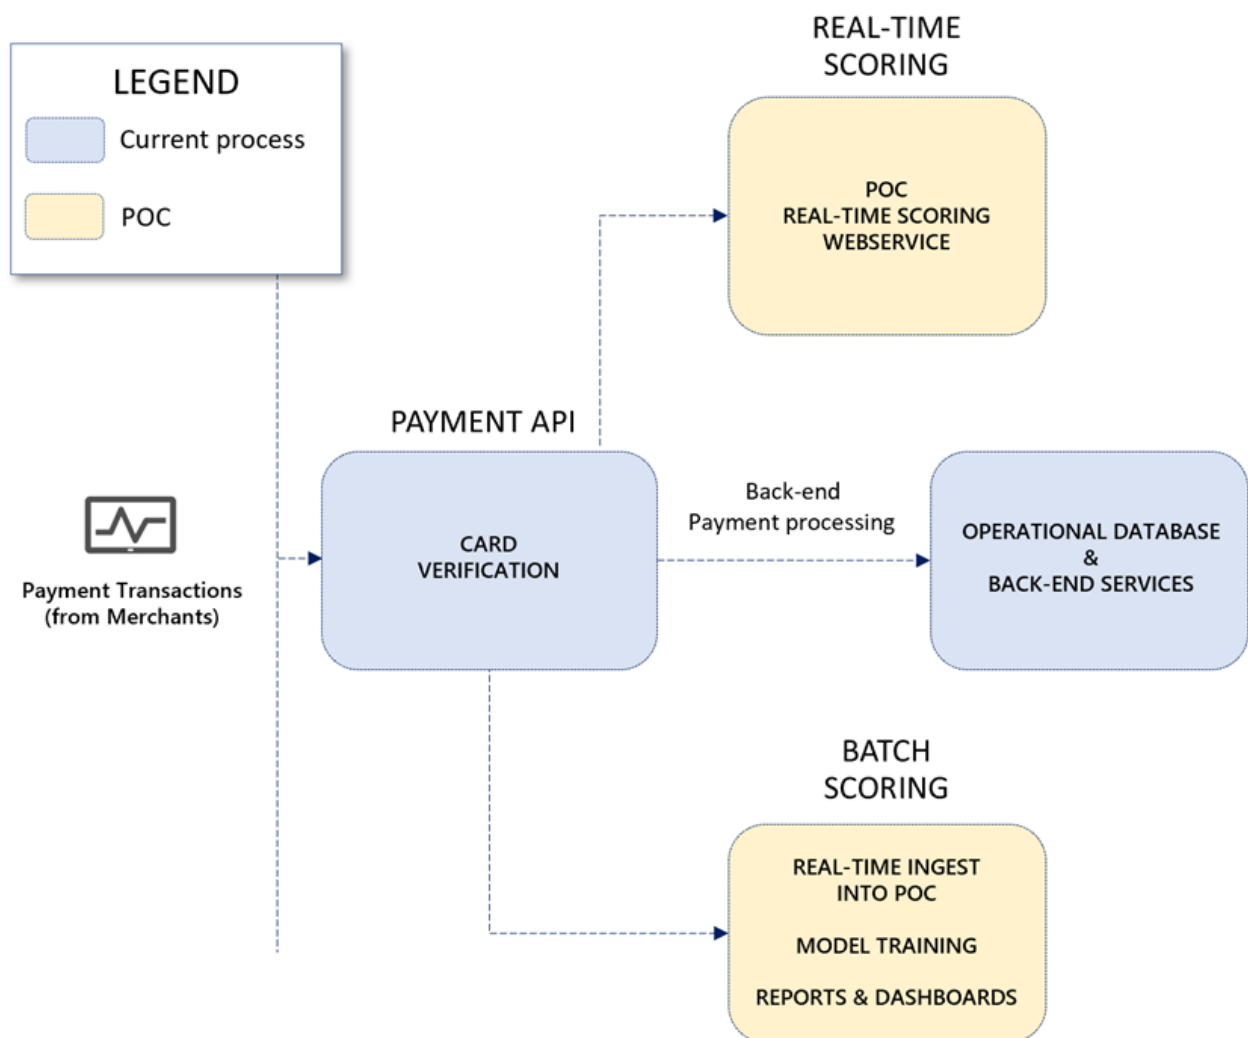 REAL-TIME
SCORING
LEGEND
Current process
POC
POC
REAL-TIME SCORING
WEBSERVICE
PAYMENT API
CARD
VERIFICATION
Back-end
Payment processing
OPERATIONAL DATABASE
&
BACK-END SERVICES
Payment Transactions
(from Merchants)
BATCH
SCORING
REAL-TIME INGEST
INTO POC
MODEL TRAINING
REPORTS & DASHBOARDS